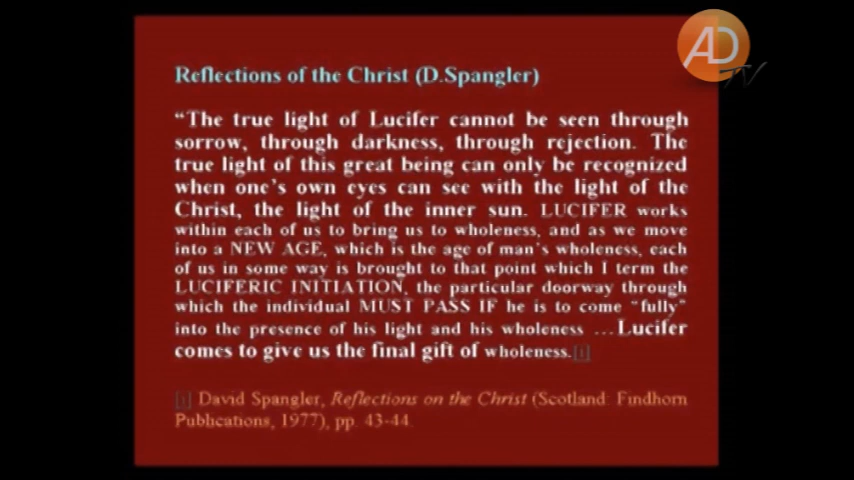 AD
TV
Reflections of the Christ (D.Spangler)
“The true light of Lucifer cannot be seen through
sorrow, through darkness, through rejection. The
true light of this great being can only be recognized
when one’s own eyes can see with the light of the
Christ, the light of the inner sun. LUCIFER works
within each of us to bring us to wholeness, and as we move
into a NEW AGE, which is the age of man’s wholeness, each
of us in some way is brought to that point which I term the
LUCIFERIC INITIATION, the particular doorway through
which the individual MUST PASS IF he is to come “fully”
into the presence of his light and his wholeness …Lucifer
comes to give us the final gift of wholeness.[i]
[i] David Spangler, Reflections on the Christ (Scotland: Findhorn
Publications, 1977), pp. 43-44.